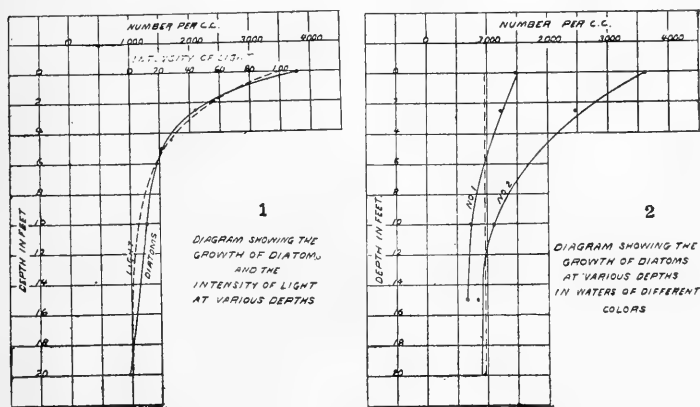 NUMBER PER C.C.
0 1000 2000 3000 4000
INTENSITY OF LIGHT
0 20 40 60 80 100
0
2
4
6
8
10
12
14
16
18
20
DEPTH IN FEET
LIGHT
DIATOMS
1
DIAGRAM SHOWING THE
GROWTH OF DIATOMS
AND THE
INTENSITY OF LIGHT
AT VARIOUS DEPTHS
NUMBER PER C.C.
0 1000 2000 3000 4000
0
2
4
6
8
10
12
14
16
18
20
DEPTH IN FEET.
NO. 1
NO. 2
2
DIAGRAM SHOWING THE
GROWTH OF DIATOMS
AT VARIOUS DEPTHS
IN WATERS OF DIFFERENT
COLORS